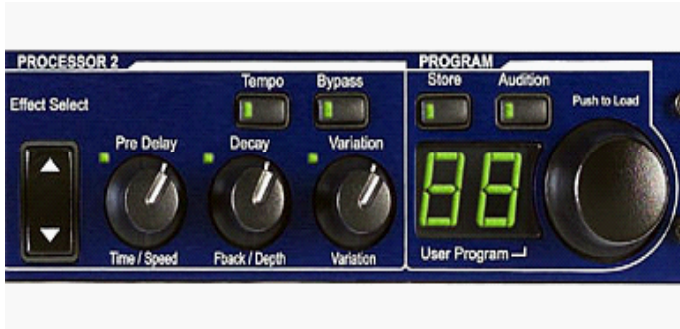 PROCESSOR 2
PROGRAM
Tempo
Bypass
Store
Audition
Effect Select
Push to Load
Pre Delay
Decay
Variation
88
Time / Speed
Fback / Depth
Variation
User Program